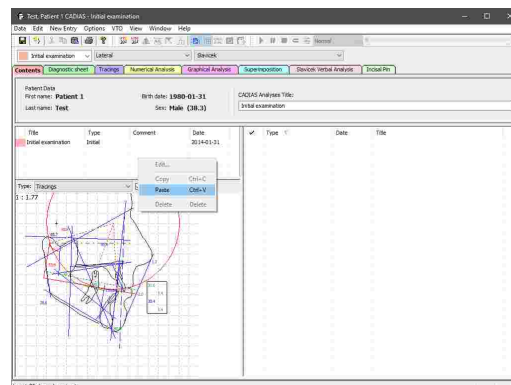 Test, Patient 1 CADIAS - Initial examination
Data Edit New Entry Options VTO View Window Help
Normal
Initial examination Lateral Slavicek
Contents Diagnostic sheet Tracings Numerical Analysis Graphical Analysis Superimposition Slavicek Verbal Analysis Incisal Pin
Patient Data
First name: Patient 1 Birth date: 1980-01-31
Last name: Test Sex: Male (38.3)
CADIAS Analyses Title:
Initial examination
Title Type Comment Date
Initial examination Initial 2014-01-31
Type Date Title
Edit...
Copy Ctrl+C
Paste Ctrl+V
Delete Delete
Type: Tracings
1 : 1.77